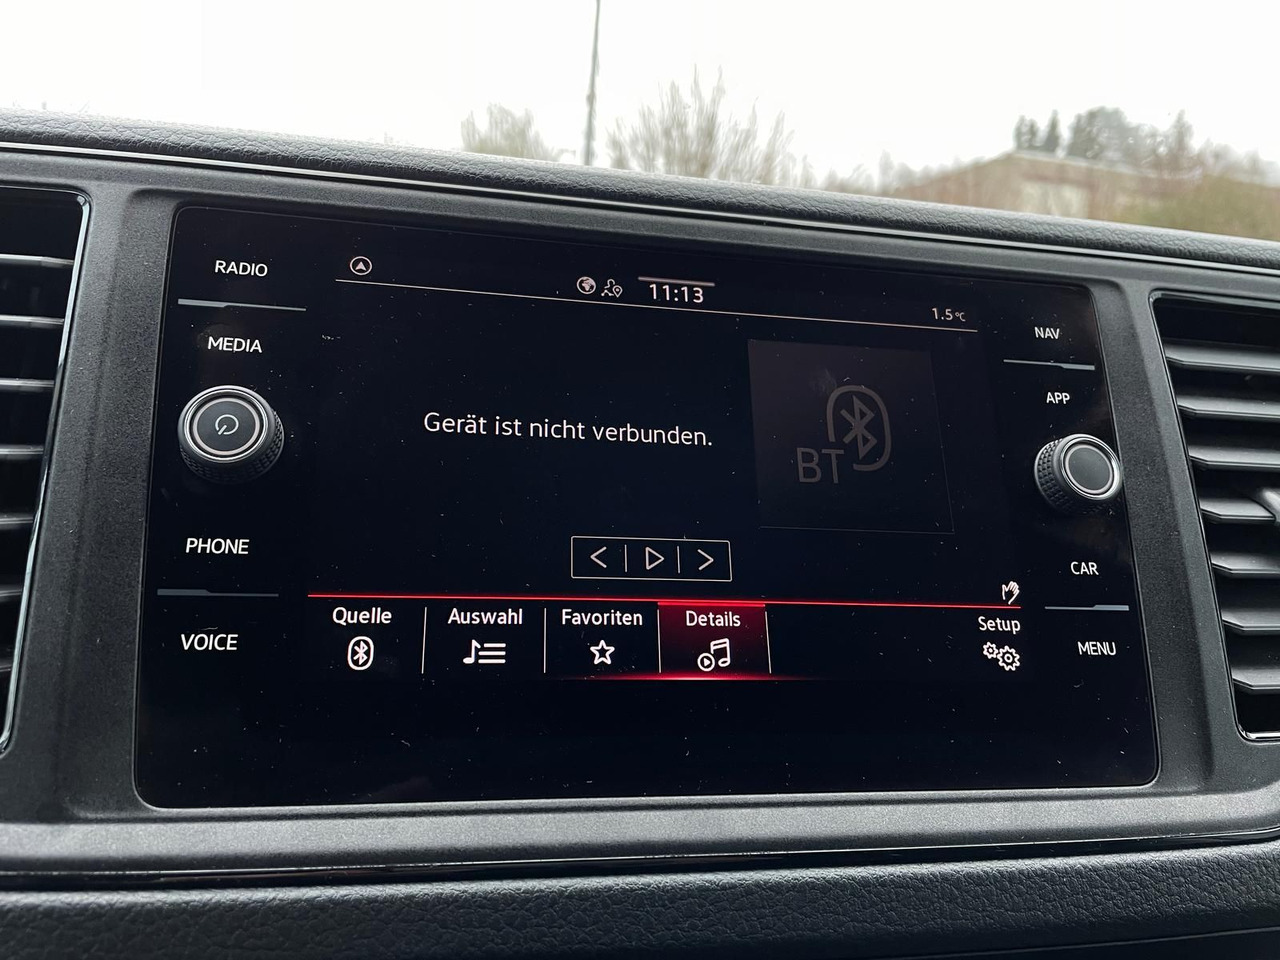 RADIO
MEDIA
PHONE
VOICE
11:13
1.5°C
Gerät ist nicht verbunden.
BT
Quelle
Auswahl
Favoriten
Details
Setup
NAV
APP
CAR
MENU